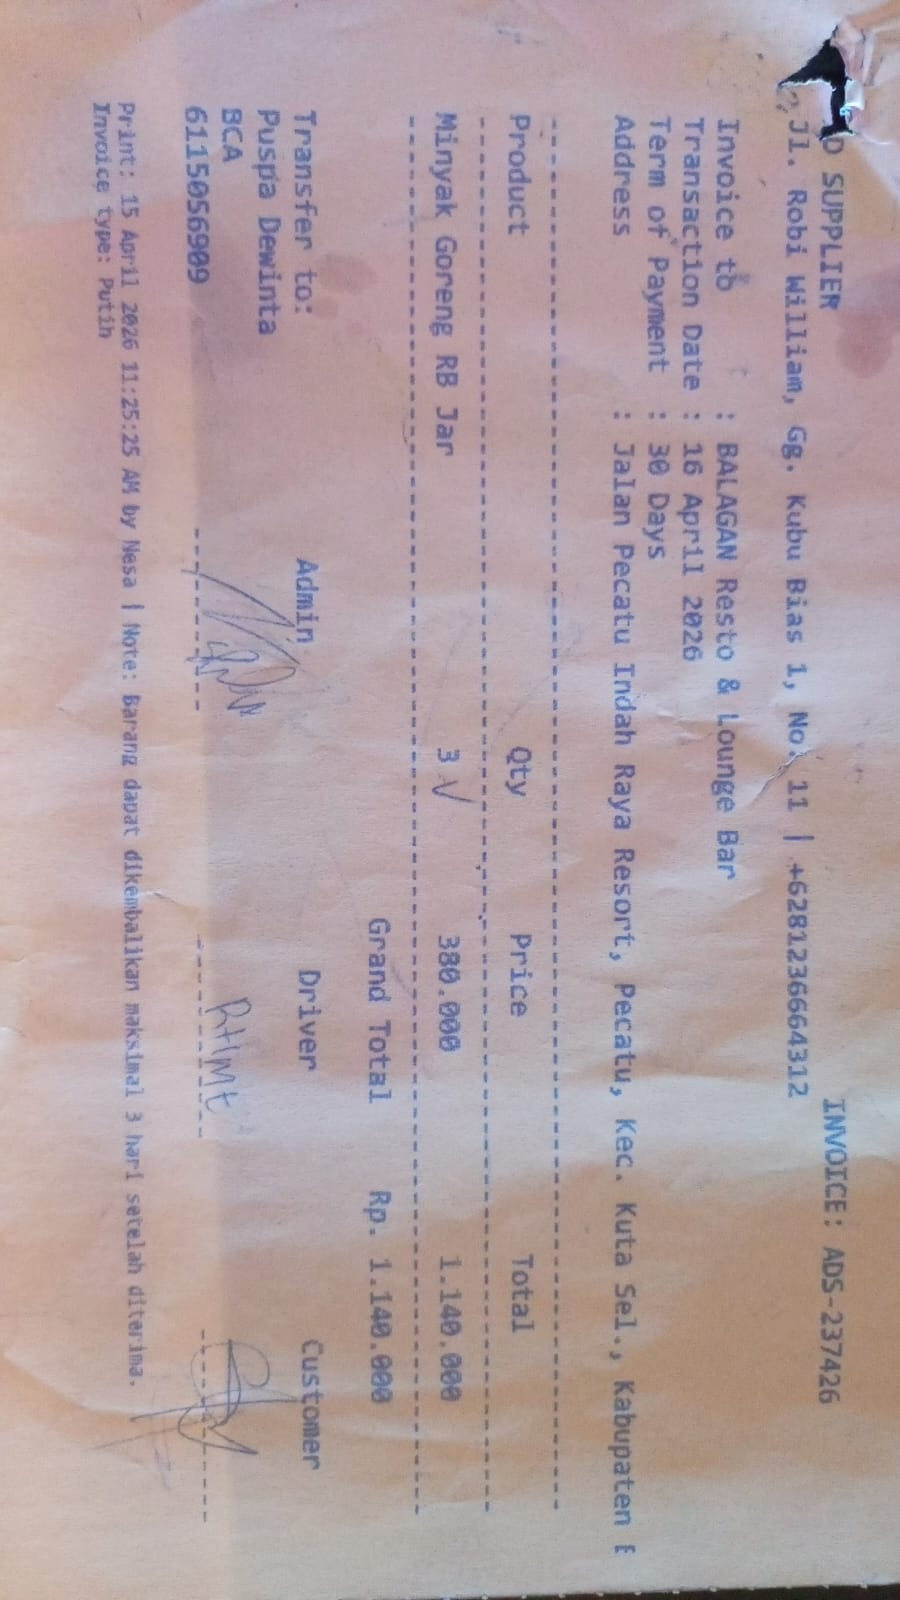 D SUPPLIER INVOICE: ADS-237426
Jl. Robi William, Gg. Kubu Bias 1, No. 11 | +6281236664312
Invoice to : BALAGAN Resto & Lounge Bar
Transaction Date : 16 April 2026
Term of Payment : 30 Days
Address : Jalan Pecatu Indah Raya Resort, Pecatu, Kec. Kuta Sel., Kabupaten B
Product Qty Price Total
Minyak Goreng RB Jar 3 √ 380.000 1.140.000
Grand Total Rp. 1.140.000
Transfer to: Admin Driver Customer
Puspa Dewinta
BCA
6115056909
Print: 15 April 2026 11:25:25 AM by Nesa | Note: Barang dapat dikembalikan maksimal 3 hari setelah diterima.
Invoice type: Putih